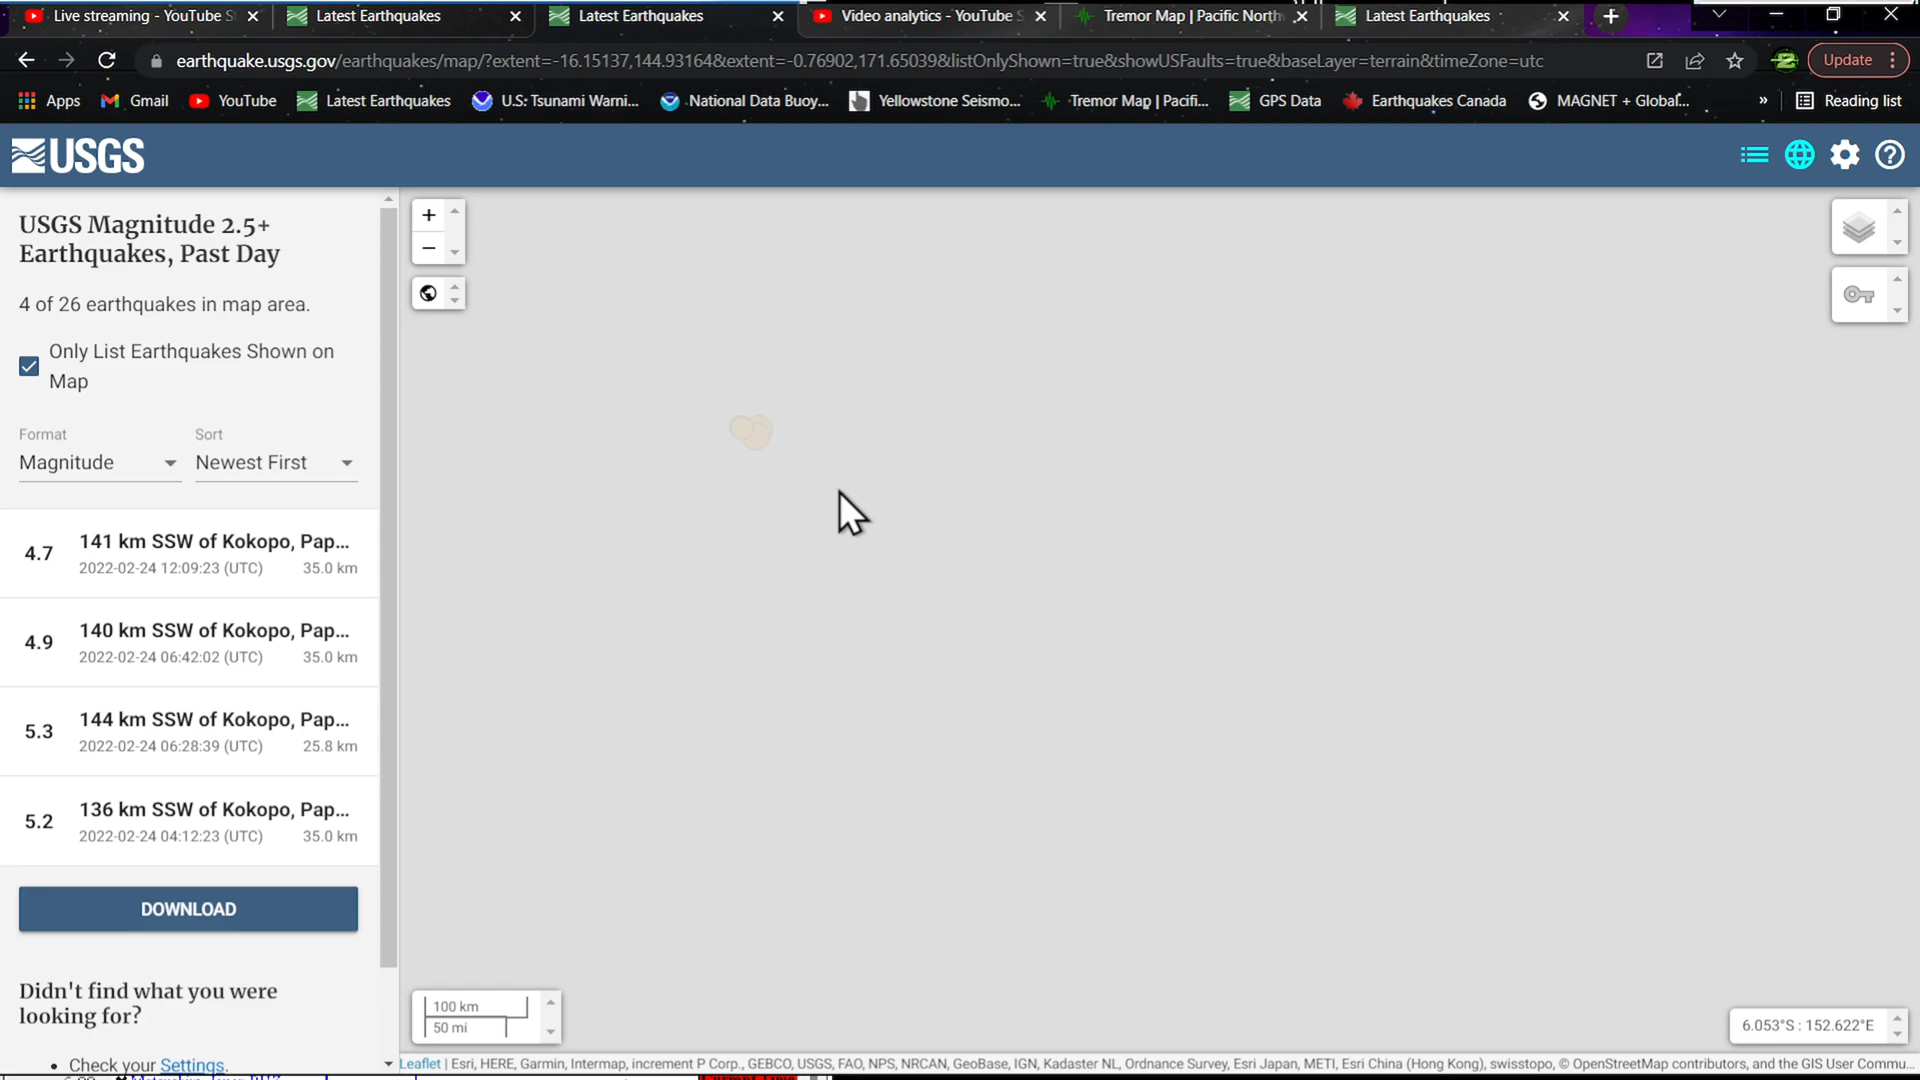 Live streaming - YouTube S
Latest Earthquakes
Latest Earthquakes
Video analytics - YouTube S
Tremor Map | Pacific North
Latest Earthquakes
earthquake.usgs.gov/earthquakes/map/?extent=-16.15137,144.93164&extent=-0.76902,171.65039&listOnlyShown=true&showUSFaults=true&baseLayer=terrain&timeZone=utc
Update
Apps
Gmail
YouTube
Latest Earthquakes
U.S: Tsunami Warni...
National Data Buoy...
Yellowstone Seismo...
Tremor Map | Pacifi...
GPS Data
Earthquakes Canada
MAGNET + Global...
»
Reading list
USGS
USGS Magnitude 2.5+
Earthquakes, Past Day
4 of 26 earthquakes in map area.
Only List Earthquakes Shown on
Map
Format
Sort
Magnitude
Newest First
4.7
141 km SSW of Kokopo, Pap...
2022-02-24 12:09:23 (UTC)
35.0 km
4.9
140 km SSW of Kokopo, Pap...
2022-02-24 06:42:02 (UTC)
35.0 km
5.3
144 km SSW of Kokopo, Pap...
2022-02-24 06:28:39 (UTC)
25.8 km
5.2
136 km SSW of Kokopo, Pap...
2022-02-24 04:12:23 (UTC)
35.0 km
DOWNLOAD
Didn't find what you were
looking for?
• Check your Settings.
+
−
100 km
50 mi
6.053°S : 152.622°E
Leaflet | Esri, HERE, Garmin, Intermap, increment P Corp., GEBCO, USGS, FAO, NPS, NRCAN, GeoBase, IGN, Kadaster NL, Ordnance Survey, Esri Japan, METI, Esri China (Hong Kong), swisstopo, © OpenStreetMap contributors, and the GIS User Commu...